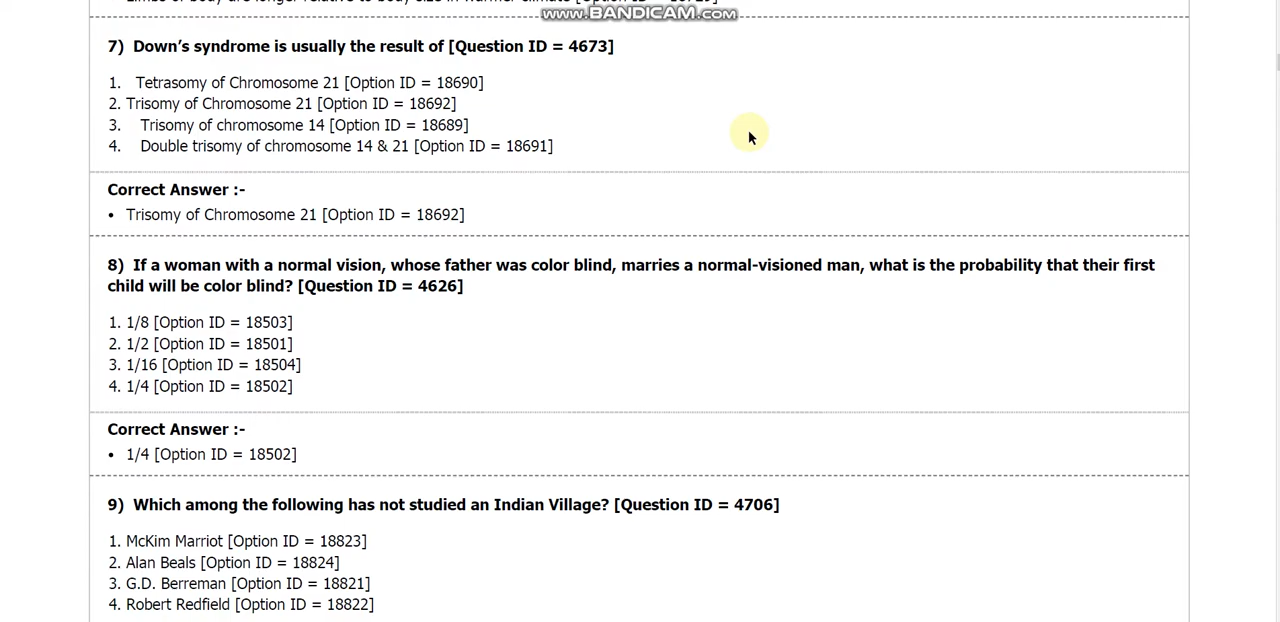 www.BANDICAM.com
7) Down's syndrome is usually the result of [Question ID = 4673]
1. Tetrasomy of Chromosome 21 [Option ID = 18690]
2. Trisomy of Chromosome 21 [Option ID = 18692]
3. Trisomy of chromosome 14 [Option ID = 18689]
4. Double trisomy of chromosome 14 & 21 [Option ID = 18691]
Correct Answer :-
• Trisomy of Chromosome 21 [Option ID = 18692]
8) If a woman with a normal vision, whose father was color blind, marries a normal-visioned man, what is the probability that their first
child will be color blind? [Question ID = 4626]
1. 1/8 [Option ID = 18503]
2. 1/2 [Option ID = 18501]
3. 1/16 [Option ID = 18504]
4. 1/4 [Option ID = 18502]
Correct Answer :-
• 1/4 [Option ID = 18502]
9) Which among the following has not studied an Indian Village? [Question ID = 4706]
1. McKim Marriot [Option ID = 18823]
2. Alan Beals [Option ID = 18824]
3. G.D. Berreman [Option ID = 18821]
4. Robert Redfield [Option ID = 18822]